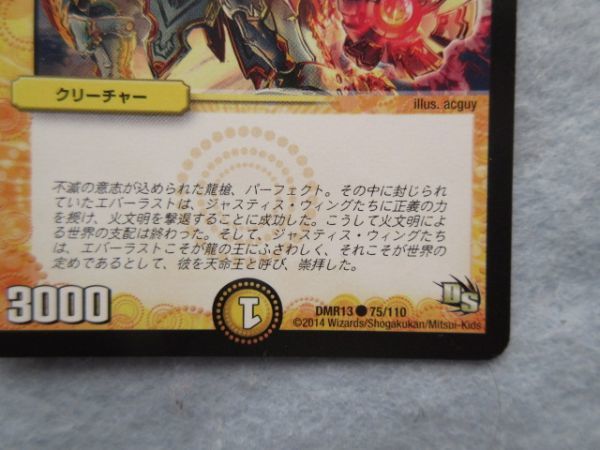 クリーチャー
illus. acguy
不滅の意志が込められた龍槍、パーフェクト。その中に封じられ
ていたエバーラストは、ジャスティス・ウィングたちに正義の力
を授け、火文明を撃退することに成功した。こうして火文明によ
る世界の支配は終わった。そして、ジャスティス・ウィングたち
は、エバーラストこそが龍の王にふさわしく、それこそが世界の
定めであるとして、彼を天命王と呼び、崇拝した。
3000
1
DS
DMR13 ● 75/110
©2014 Wizards/Shogakukan/Mitsui-Kids